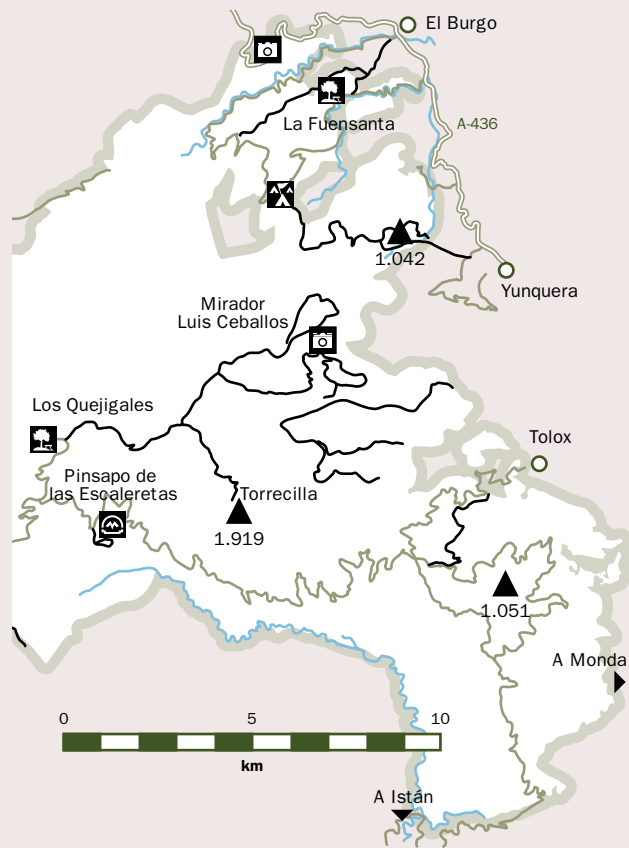 El Burgo
La Fuensanta
A-436
1.042
Yunquera
Mirador
Luis Ceballos
Los Quejigales
Tolox
Pinsapo de
las Escaleretas
Torrecilla
1.919
1.051
A Monda
0 5 10
km
A Istán